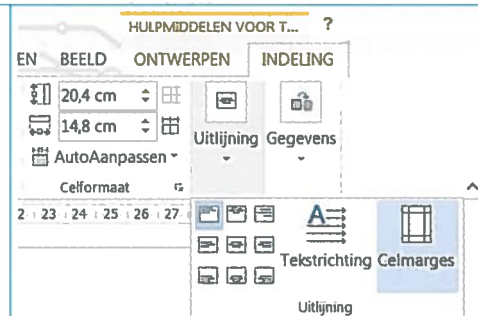 HULPMIDDELEN VOOR T... ?
EN BEELD ONTWERPEN INDELING
20,4 cm
14,8 cm
Uitlijning Gegevens
AutoAanpassen
Celformaat
2 23 24 25 26 27
Tekstrichting Celmarges
Uitlijning